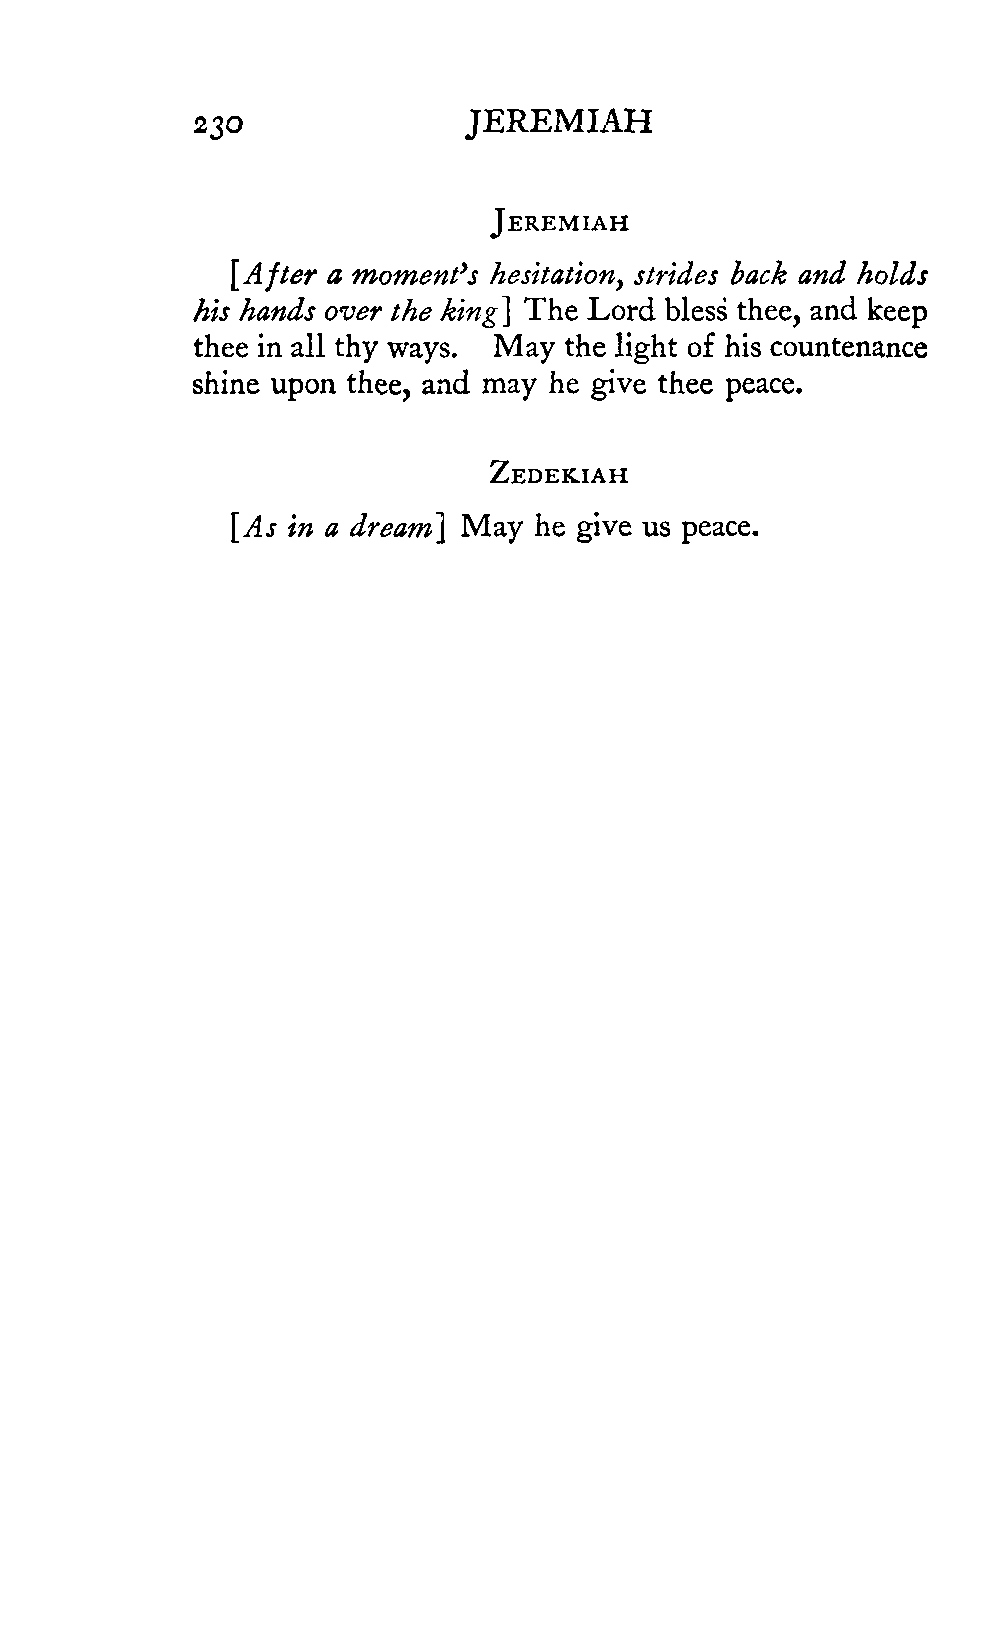 230 JEREMIAH
JEREMIAH
[After a moment's hesitation, strides back and holds
his hands over the king] The Lord bless thee, and keep
thee in all thy ways. May the light of his countenance
shine upon thee, and may he give thee peace.
ZEDEKIAH
[As in a dream] May he give us peace.